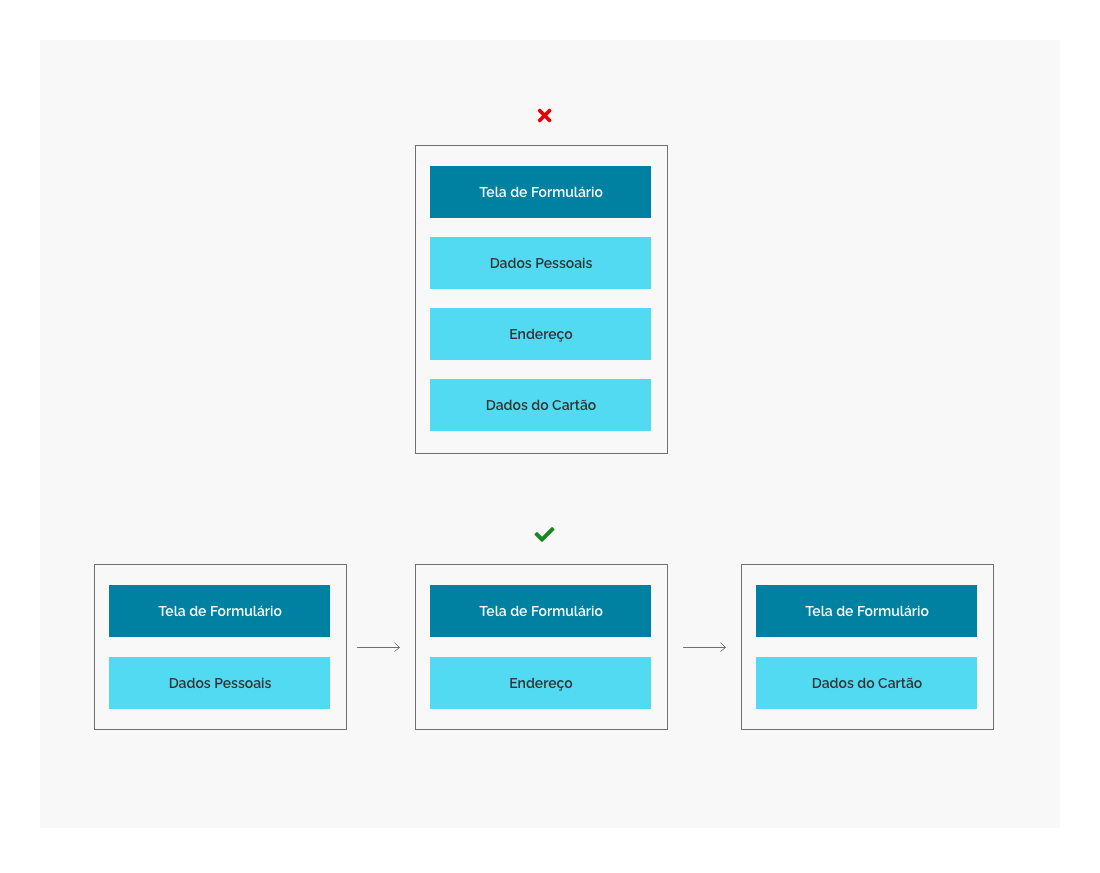 Tela de Formulário
Dados Pessoais
Endereço
Dados do Cartão
Tela de Formulário
Dados Pessoais
Tela de Formulário
Endereço
Tela de Formulário
Dados do Cartão